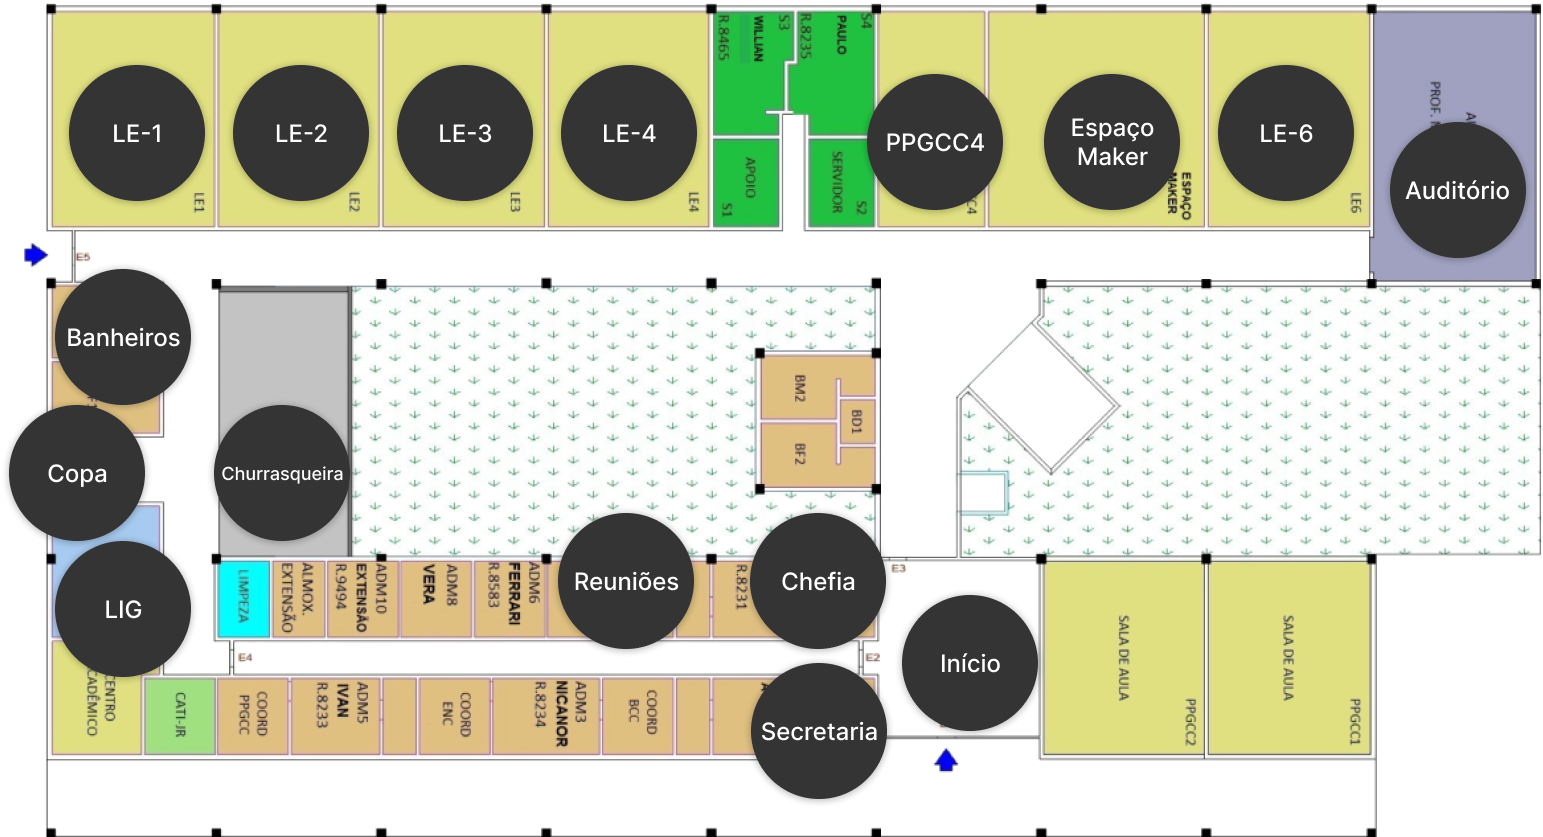 WILLIAN
R.8465
S3
PAULO
R.8235
S4
LE-1
LE-2
LE-3
LE-4
PPGCC4
Espaço
Maker
LE-6
Auditório
PROF.
LE1
LE2
LE3
LE4
APOIO
S1
SERVIDOR
S2
C4
ESPAÇO
MAKER
LE6
E5
Banheiros
Copa
Churrasqueira
BM2
BD1
BF2
LIG
Reuniões
Chefia
LIMPEZA
ALMOX.
EXTENSÃO
ADM10
EXTENSÃO
R.9494
ADM8
VERA
ADM6
FERRARI
R.8583
R.8231
E3
E4
E2
Início
SALA DE AULA
PPGCC2
SALA DE AULA
PPGCC1
CATI-JR
COORD
PPGCC
ADM5
IVAN
R.8233
COORD
ENC
ADM3
NICANOR
R.8234
COORD
BCC
Secretaria